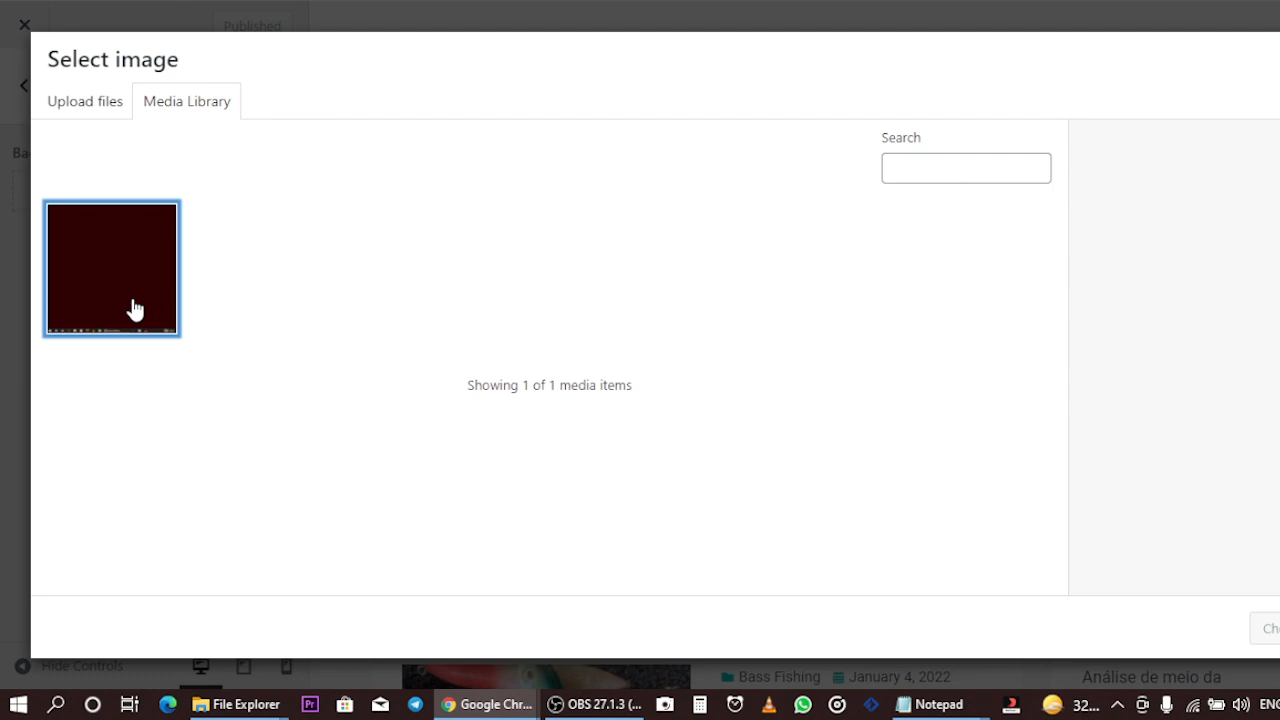 Published
Select image
Upload files
Media Library
Search
Showing 1 of 1 media items
Hide Controls
Bass Fishing
January 4, 2022
Análise de meio da
File Explorer
Google Chr...
OBS 27.1.3 (...
Notepad
32...